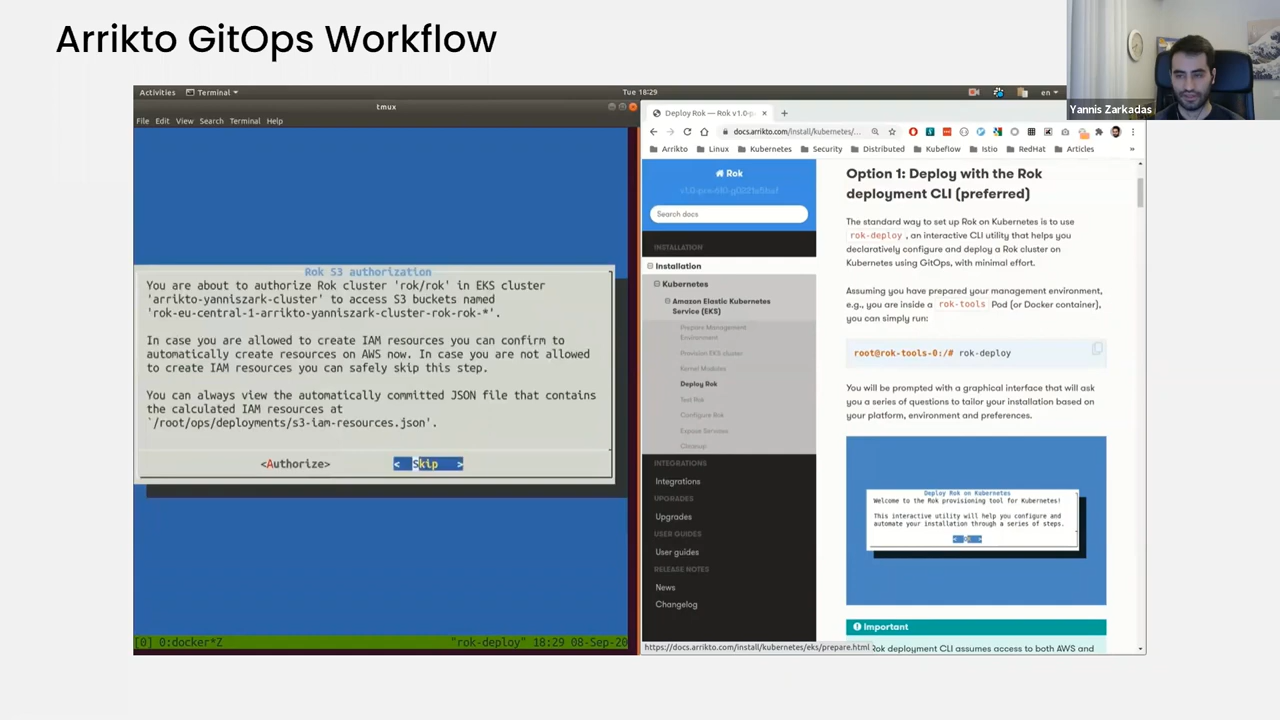 Arrikto GitOps Workflow
Yannis Zarkadas
Activities Terminal Tue 18:29 en
tmux
File Edit View Search Terminal Help
Rok S3 authorization
You are about to authorize Rok cluster 'rok/rok' in EKS cluster
'arrikto-yanniszark-cluster' to access S3 buckets named
'rok-eu-central-1-arrikto-yanniszark-cluster-rok-rok-*'.
In case you are allowed to create IAM resources you can confirm to
automatically create resources on AWS now. In case you are not allowed
to create IAM resources you can safely skip this step.
You can always view the automatically committed JSON file that contains
the calculated IAM resources at
`/root/ops/deployments/s3-iam-resources.json'.
<Authorize> < Skip >
[0] 0:docker*Z "rok-deploy" 18:29 08-Sep-20
Deploy Rok — Rok v1.0-p
docs.arrikto.com/install/kubernetes/...
Arrikto Linux Kubernetes Security Distributed Kubeflow Istio RedHat Articles »
Rok
Search docs
INSTALLATION
Installation
Kubernetes
Amazon Elastic Kubernetes
Service (EKS)
Prepare Management
Environment
Provision EKS cluster
Kernel Modules
Deploy Rok
Test Rok
Configure Rok
Expose Services
Cleanup
INTEGRATIONS
Integrations
UPGRADES
Upgrades
USER GUIDES
User guides
RELEASE NOTES
News
Changelog
Option 1: Deploy with the Rok
deployment CLI (preferred)
The standard way to set up Rok on Kubernetes is to use
rok-deploy , an interactive CLI utility that helps you
declaratively configure and deploy a Rok cluster on
Kubernetes using GitOps, with minimal effort.
Assuming you have prepared your management environment,
e.g., you are inside a rok-tools Pod (or Docker container),
you can simply run:
root@rok-tools-0:/# rok-deploy
You will be prompted with a graphical interface that will ask
you a series of questions to tailor your installation based on
your platform, environment and preferences.
Deploy Rok on Kubernetes
Welcome to the Rok provisioning tool for Kubernetes!
This interactive utility will help you configure and
automate your installation through a series of steps.
Important
Rok deployment CLI assumes access to both AWS and
https://docs.arrikto.com/install/kubernetes/eks/prepare.html